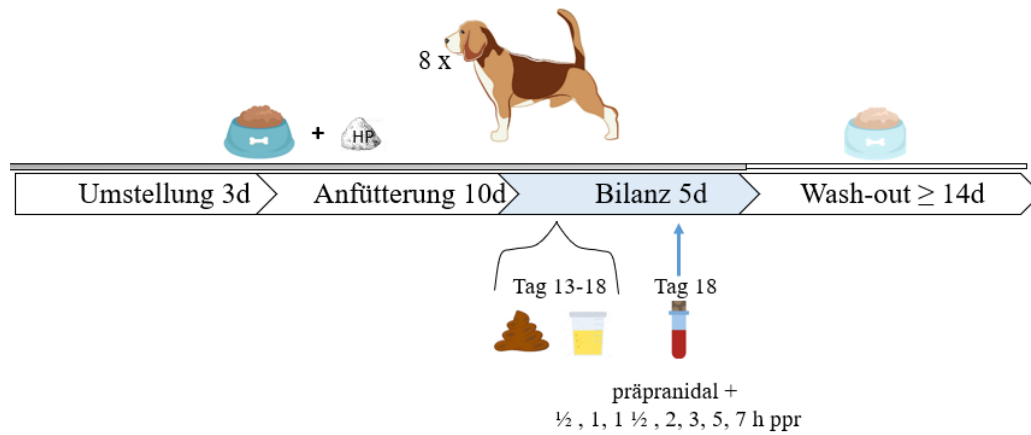 8 x
+ HP
Umstellung 3d Anfütterung 10d Bilanz 5d Wash-out ≥ 14d
Tag 13-18 Tag 18
präpranidal +
½ , 1, 1 ½ , 2, 3, 5, 7 h ppr